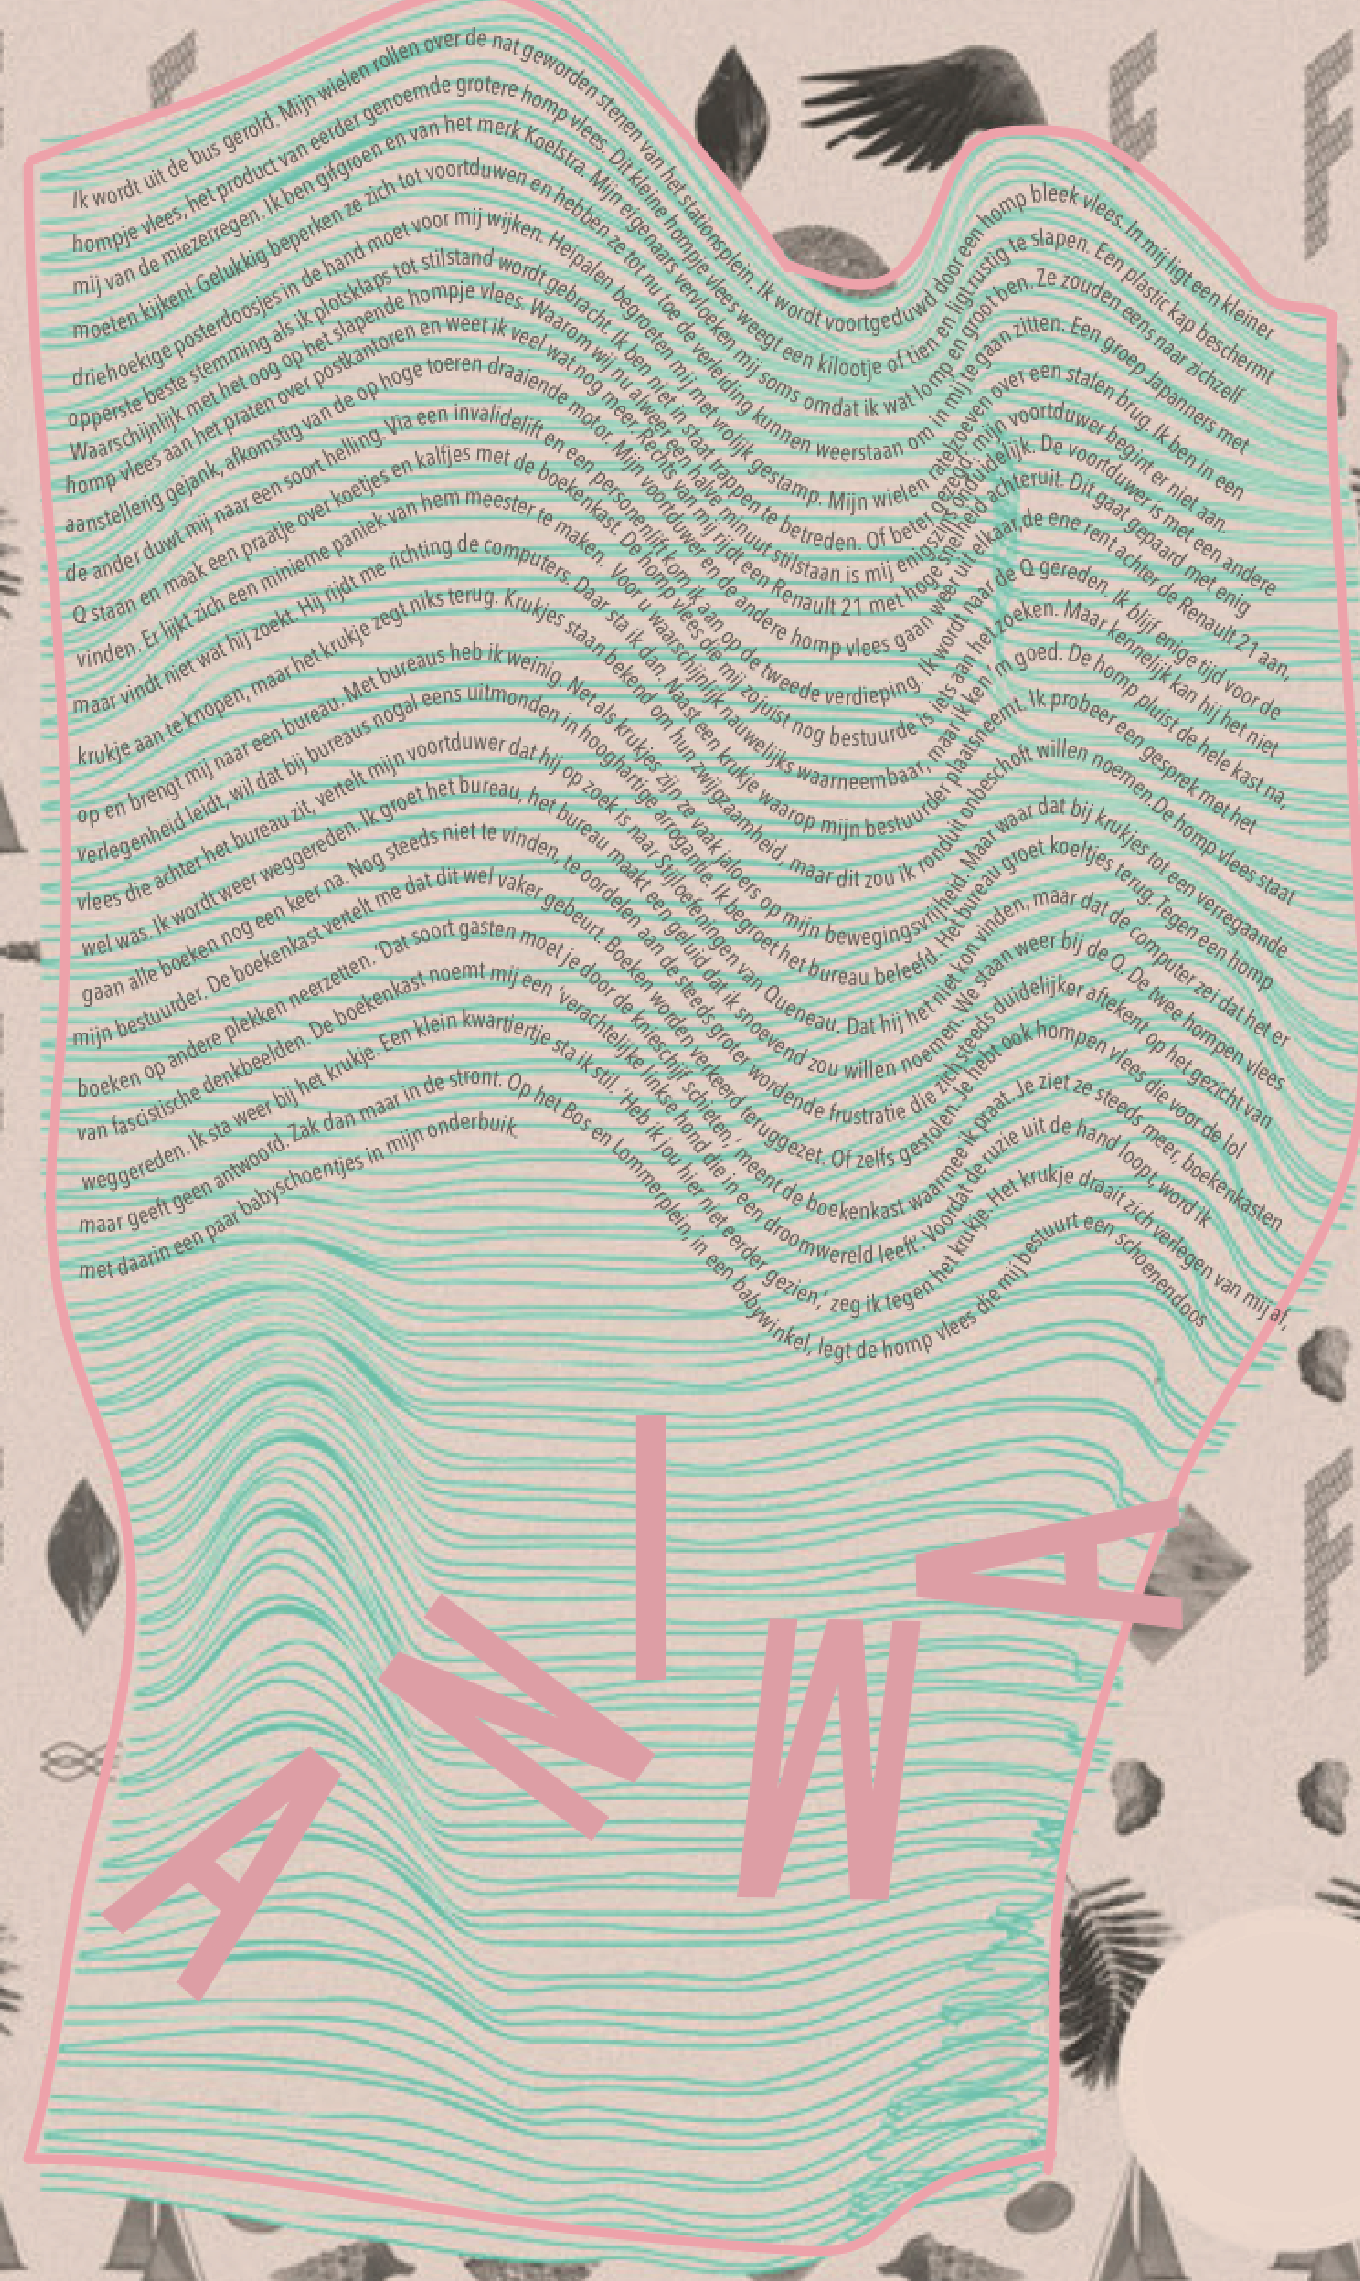 Ik wordt uit de bus gerold. Mijn wielen rollen over de nat geworden stenen van het stationsplein. Ik wordt voortgeduwd door een homp bleek vlees. In mij ligt een kleiner
hompje vlees, het product van eerder genoemde grotere homp vlees. Dit kleine hompje vlees weegt een kilootje of tien en ligt rustig te slapen. Een plastic kap beschermt
mij van de miezerregen. Ik ben gifgroen en van het merk Koelstra. Mijn eigenaars vervloeken mij soms omdat ik wat lomp en groot ben. Ze zouden eens naar zichzelf
moeten kijken! Gelukkig beperken ze zich tot voortduwen en hebben ze tot nu toe de verleiding kunnen weerstaan om in mij te gaan zitten. Een groep Japanners met
driehoekige posterdoosjes in de hand moet voor mij wijken. Heipalen begroeten mij met vrolijk gestamp. Mijn wielen ratelzoeven over een stalen brug. Ik ben in een
opperste beste stemming als ik plotsklaps tot stilstand wordt gebracht. Ik ben niet in staat trappen te betreden. Of beter gezegd: mijn voortduwer begint er niet aan.
Waarschijnlijk met het oog op het slapende hompje vlees. Waarom wij nu alweer een halve minuut stilstaan is mij enigszins onduidelijk. De voortduwer is met een andere
homp vlees aan het praten over postkantoren en weet ik veel wat nog meer. Rechts van mij rijdt een Renault 21 met hoge snelheid achteruit. Dit gaat gepaard met enig
aanstellerig gejank, afkomstig van de op hoge toeren draaiende motor. Mijn voortduwer en de andere homp vlees gaan weer uit elkaar, de ene rent achter de Renault 21 aan,
de ander duwt mij naar een soort helling. Via een invalidelift en een personenlift kom ik aan op de tweede verdieping. Ik wordt naar de Q gereden. Ik blijf enige tijd voor de
Q staan en maak een praatje over koetjes en kalfjes met de boekenkast. De homp vlees die mij zojuist nog bestuurde is iets aan het zoeken. Maar kennelijk kan hij het niet
vinden. Er lijkt zich een minieme paniek van hem meester te maken. Voor u waarschijnlijk nauwelijks waarneembaar, maar ik ken 'm goed. De homp pluist de hele kast na,
maar vindt niet wat hij zoekt. Hij rijdt me richting de computers. Daar sta ik dan. Naast een krukje waarop mijn bestuurder plaatsneemt. Ik probeer een gesprek met het
krukje aan te knopen, maar het krukje zegt niks terug. Krukjes staan bekend om hun zwijgzaamheid, maar dit zou ik ronduit onbeschoft willen noemen.De homp vlees staat
op en brengt mij naar een bureau. Met bureaus heb ik weinig. Net als krukjes zijn ze vaak jaloers op mijn bewegingsvrijheid. Maar waar dat bij krukjes tot een verregaande
verlegenheid leidt, wil dat bij bureaus nogal eens uitmonden in hooghartige arrogantie. Ik begroet het bureau beleefd. Het bureau groet koeltjes terug. Tegen een homp
vlees die achter het bureau zit, vertelt mijn voortduwer dat hij op zoek is naar Stijloefeningen van Queneau. Dat hij het niet kon vinden, maar dat de computer zei dat het er
wel was. Ik wordt weer weggereden. Ik groet het bureau, het bureau maakt een geluid dat ik snoevend zou willen noemen. We staan weer bij de Q. De twee hompen vlees
gaan alle boeken nog een keer na. Nog steeds niet te vinden, te oordelen aan de steeds groter wordende frustratie die zich steeds duidelijker aftekent op het gezicht van
mijn bestuurder. De boekenkast vertelt me dat dit wel vaker gebeurt. Boeken worden verkeerd teruggezet. Of zelfs gestolen. Je hebt ook hompen vlees die voor de lol
boeken op andere plekken neerzetten. 'Dat soort gasten moet je door de knieschijf schieten,' meent de boekenkast waarmee ik praat. Je ziet ze steeds meer, boekenkasten
van fascistische denkbeelden. De boekenkast noemt mij een 'verachtelijke linkse hond die in een droomwereld leeft'. Voordat de ruzie uit de hand loopt, word ik
weggereden. Ik sta weer bij het krukje. Een klein kwartiertje sta ik stil. 'Heb ik jou hier niet eerder gezien,' zeg ik tegen het krukje. Het krukje draait zich verlegen van mij af,
maar geeft geen antwoord. Zak dan maar in de stront. Op het Bos en Lommerplein, in een babywinkel, legt de homp vlees die mij bestuurt een schoenendoos
met daarin een paar babyschoentjes in mijn onderbuik.
ANIMA